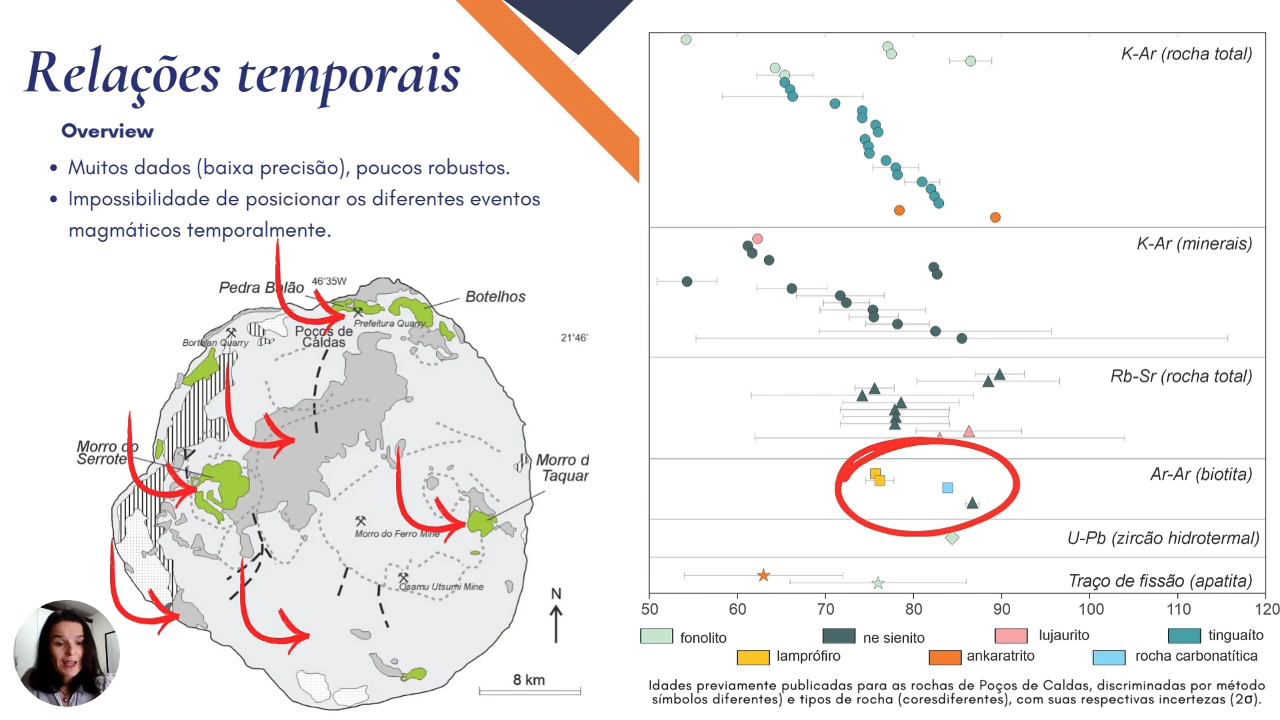 Relações temporais
Overview
Muitos dados (baixa precisão), poucos robustos.
Impossibilidade de posicionar os diferentes eventos
magmáticos temporalmente.
Pedra Balão
46°35W
Botelhos
Prefeitura Quarry
Bortolan Quarry
Poços de
Caldas
21°46'
Morro do
Serrote
Morro d
Taquar
Morro do Ferro Mine
Osamu Utsumi Mine
N
8 km
K-Ar (rocha total)
K-Ar (minerais)
Rb-Sr (rocha total)
Ar-Ar (biotita)
U-Pb (zircão hidrotermal)
Traço de fissão (apatita)
50 60 70 80 90 100 110 120
fonolito ne sienito lujaurito tinguaíto
lamprófiro ankaratrito rocha carbonatítica
Idades previamente publicadas para as rochas de Poços de Caldas, discriminadas por método
símbolos diferentes) e tipos de rocha (coresdiferentes), com suas respectivas incertezas (2σ).